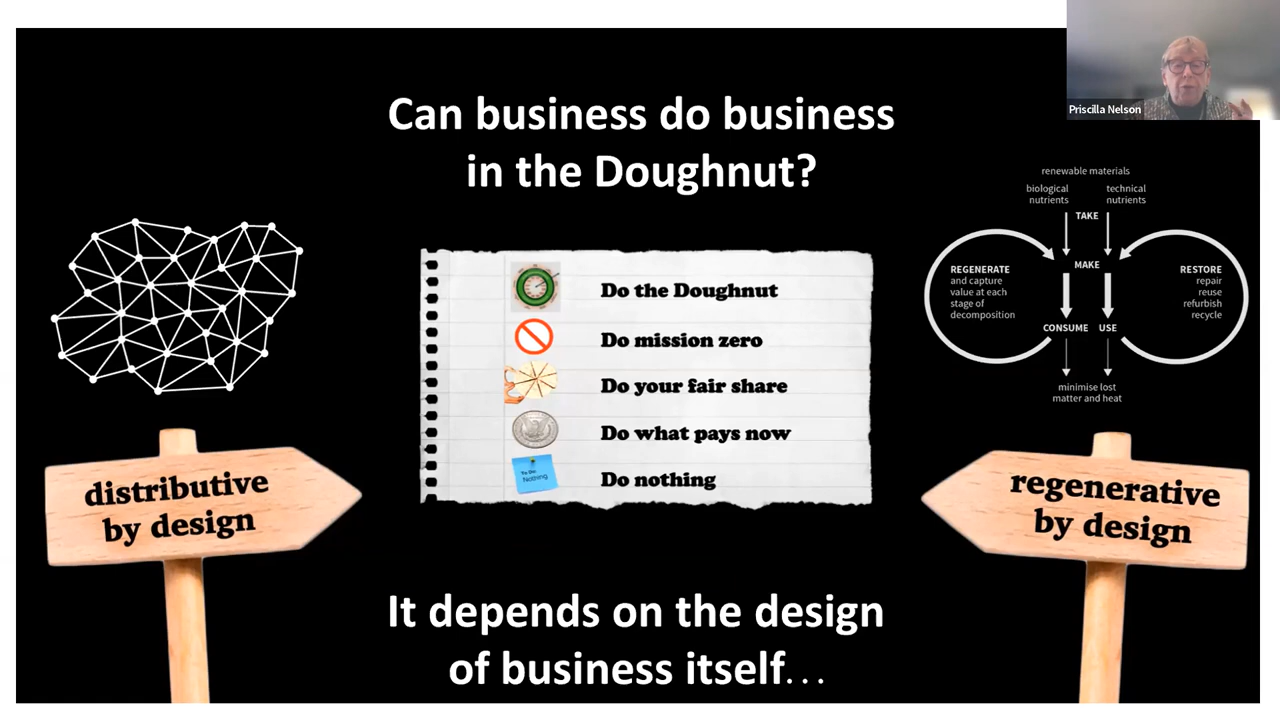 Priscilla Nelson
Can business do business
in the Doughnut?
distributive
by design
Do the Doughnut
Do mission zero
Do your fair share
Do what pays now
Nothing
Do nothing
renewable materials
biological
nutrients
technical
nutrients
TAKE
MAKE
REGENERATE
and capture
value at each
stage of
decomposition
RESTORE
repair
reuse
refurbish
recycle
CONSUME
USE
minimise lost
matter and heat
regenerative
by design
It depends on the design
of business itself…